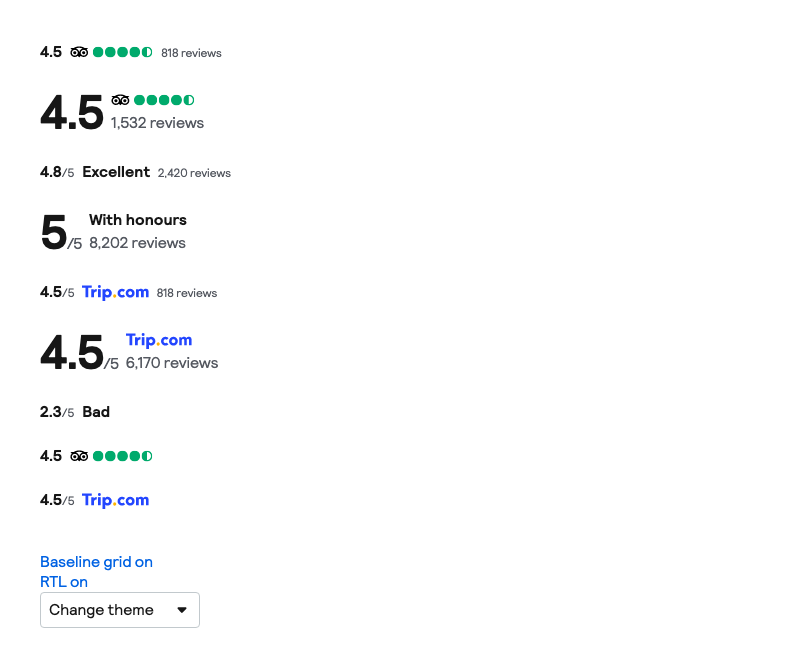 4.5 818 reviews
4.5 1,532 reviews
4.8/5 Excellent 2,420 reviews
5/5 With honours
8,202 reviews
4.5/5 Trip.com 818 reviews
4.5/5 Trip.com
6,170 reviews
2.3/5 Bad
4.5
4.5/5 Trip.com
Baseline grid on
RTL on
Change theme